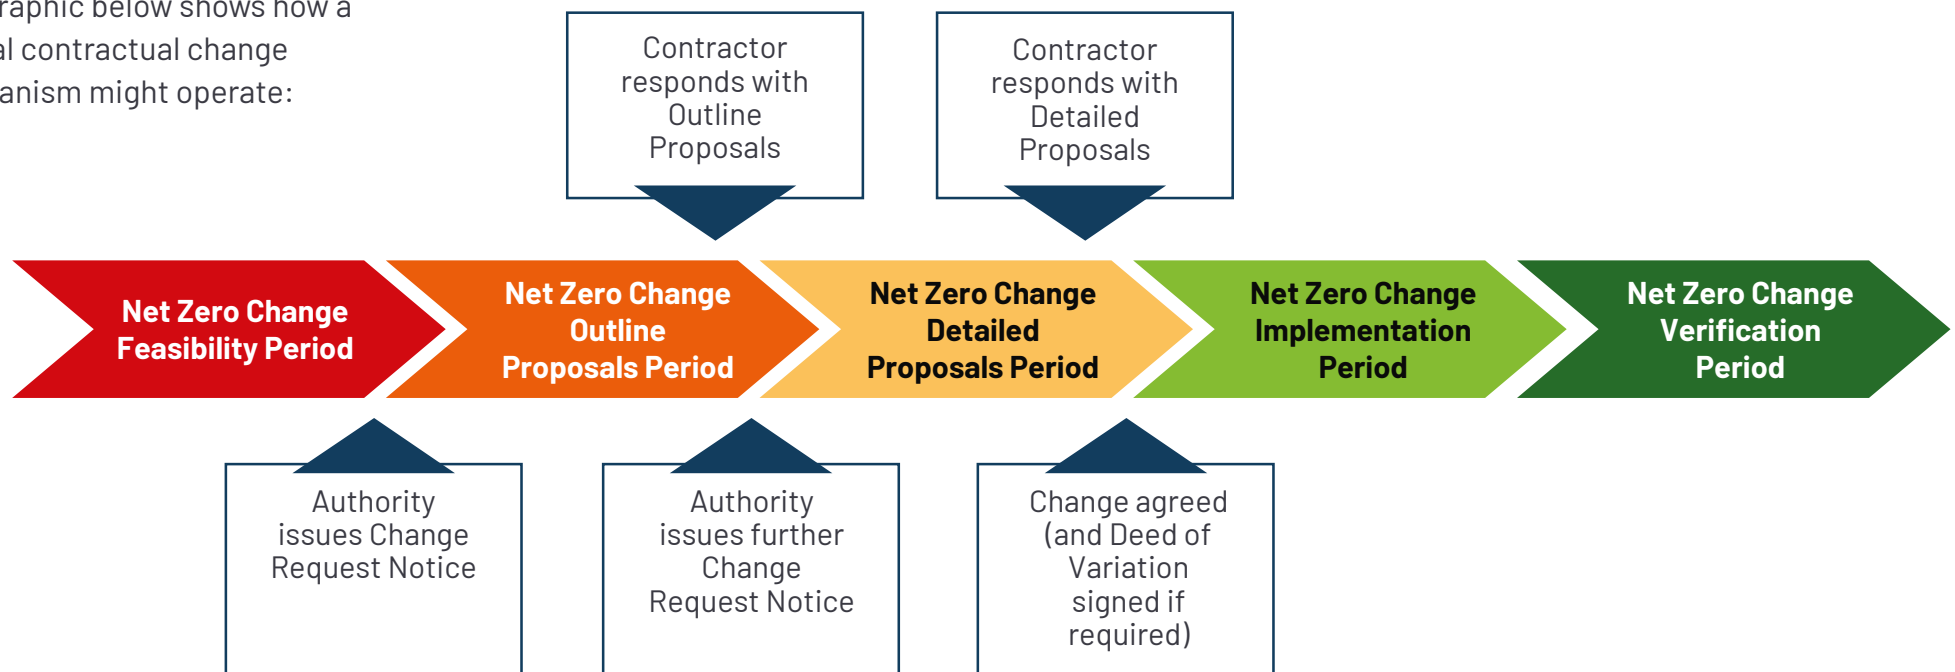 below shows how a
contractual change
might operate:
Contractor
responds with
Outline
Proposals
Contractor
responds with
Detailed
Proposals
Net Zero Change
Feasibility Period
Net Zero Change
Outline
Proposals Period
Net Zero Change
Detailed
Proposals Period
Net Zero Change
Implementation
Period
Net Zero Change
Verification
Period
Authority
issues Change
Request Notice
Authority
issues further
Change
Request Notice
Change agreed
(and Deed of
Variation
signed if
required)